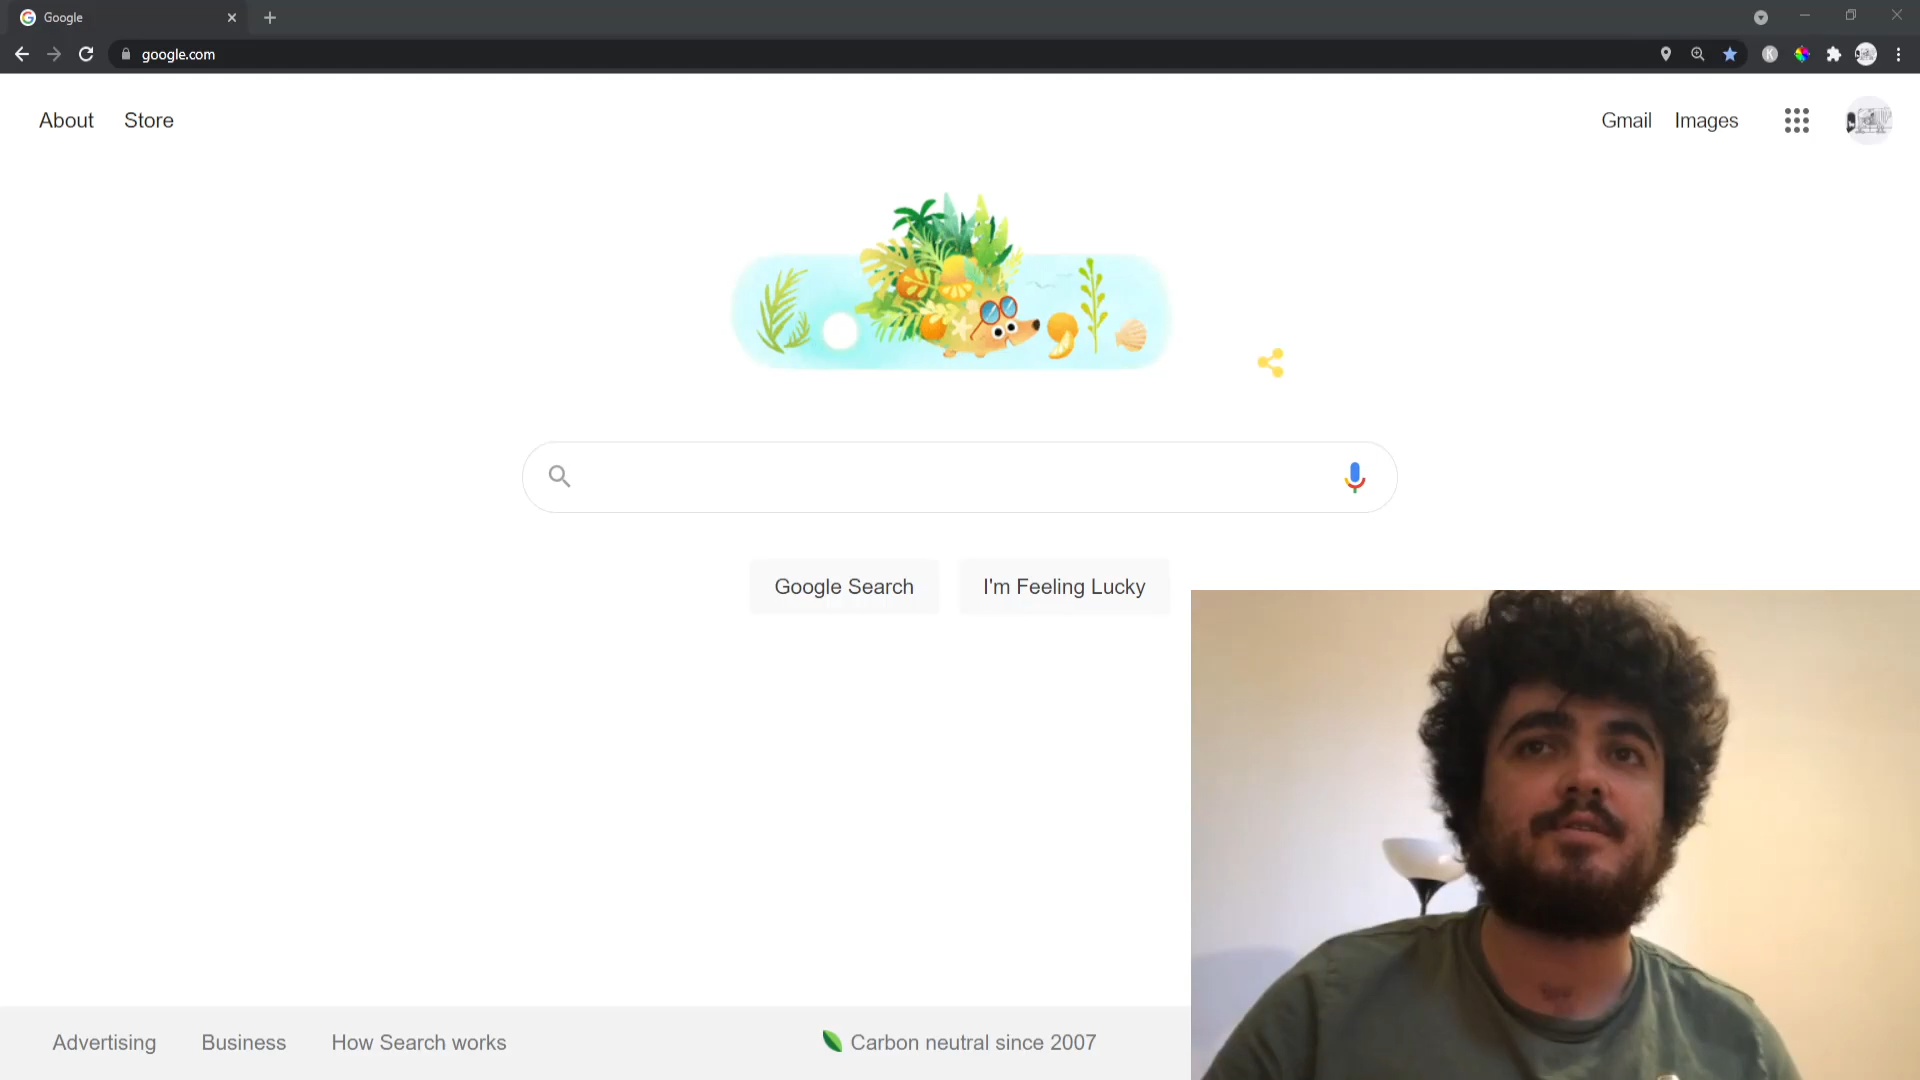 Google
google.com
About Store Gmail Images
Google Search I'm Feeling Lucky
Advertising Business How Search works Carbon neutral since 2007